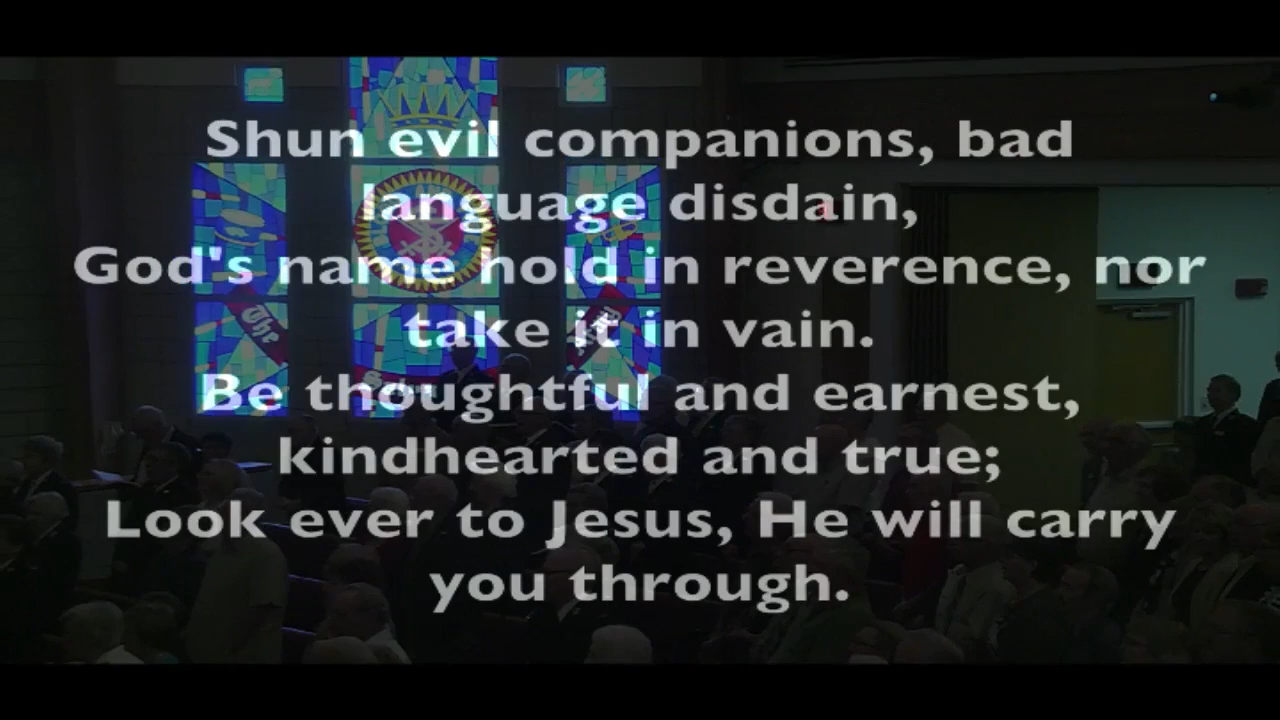 Shun evil companions, bad
language disdain,
God's name hold in reverence, nor
take it in vain.
Be thoughtful and earnest,
kindhearted and true;
Look ever to Jesus, He will carry
you through.
The